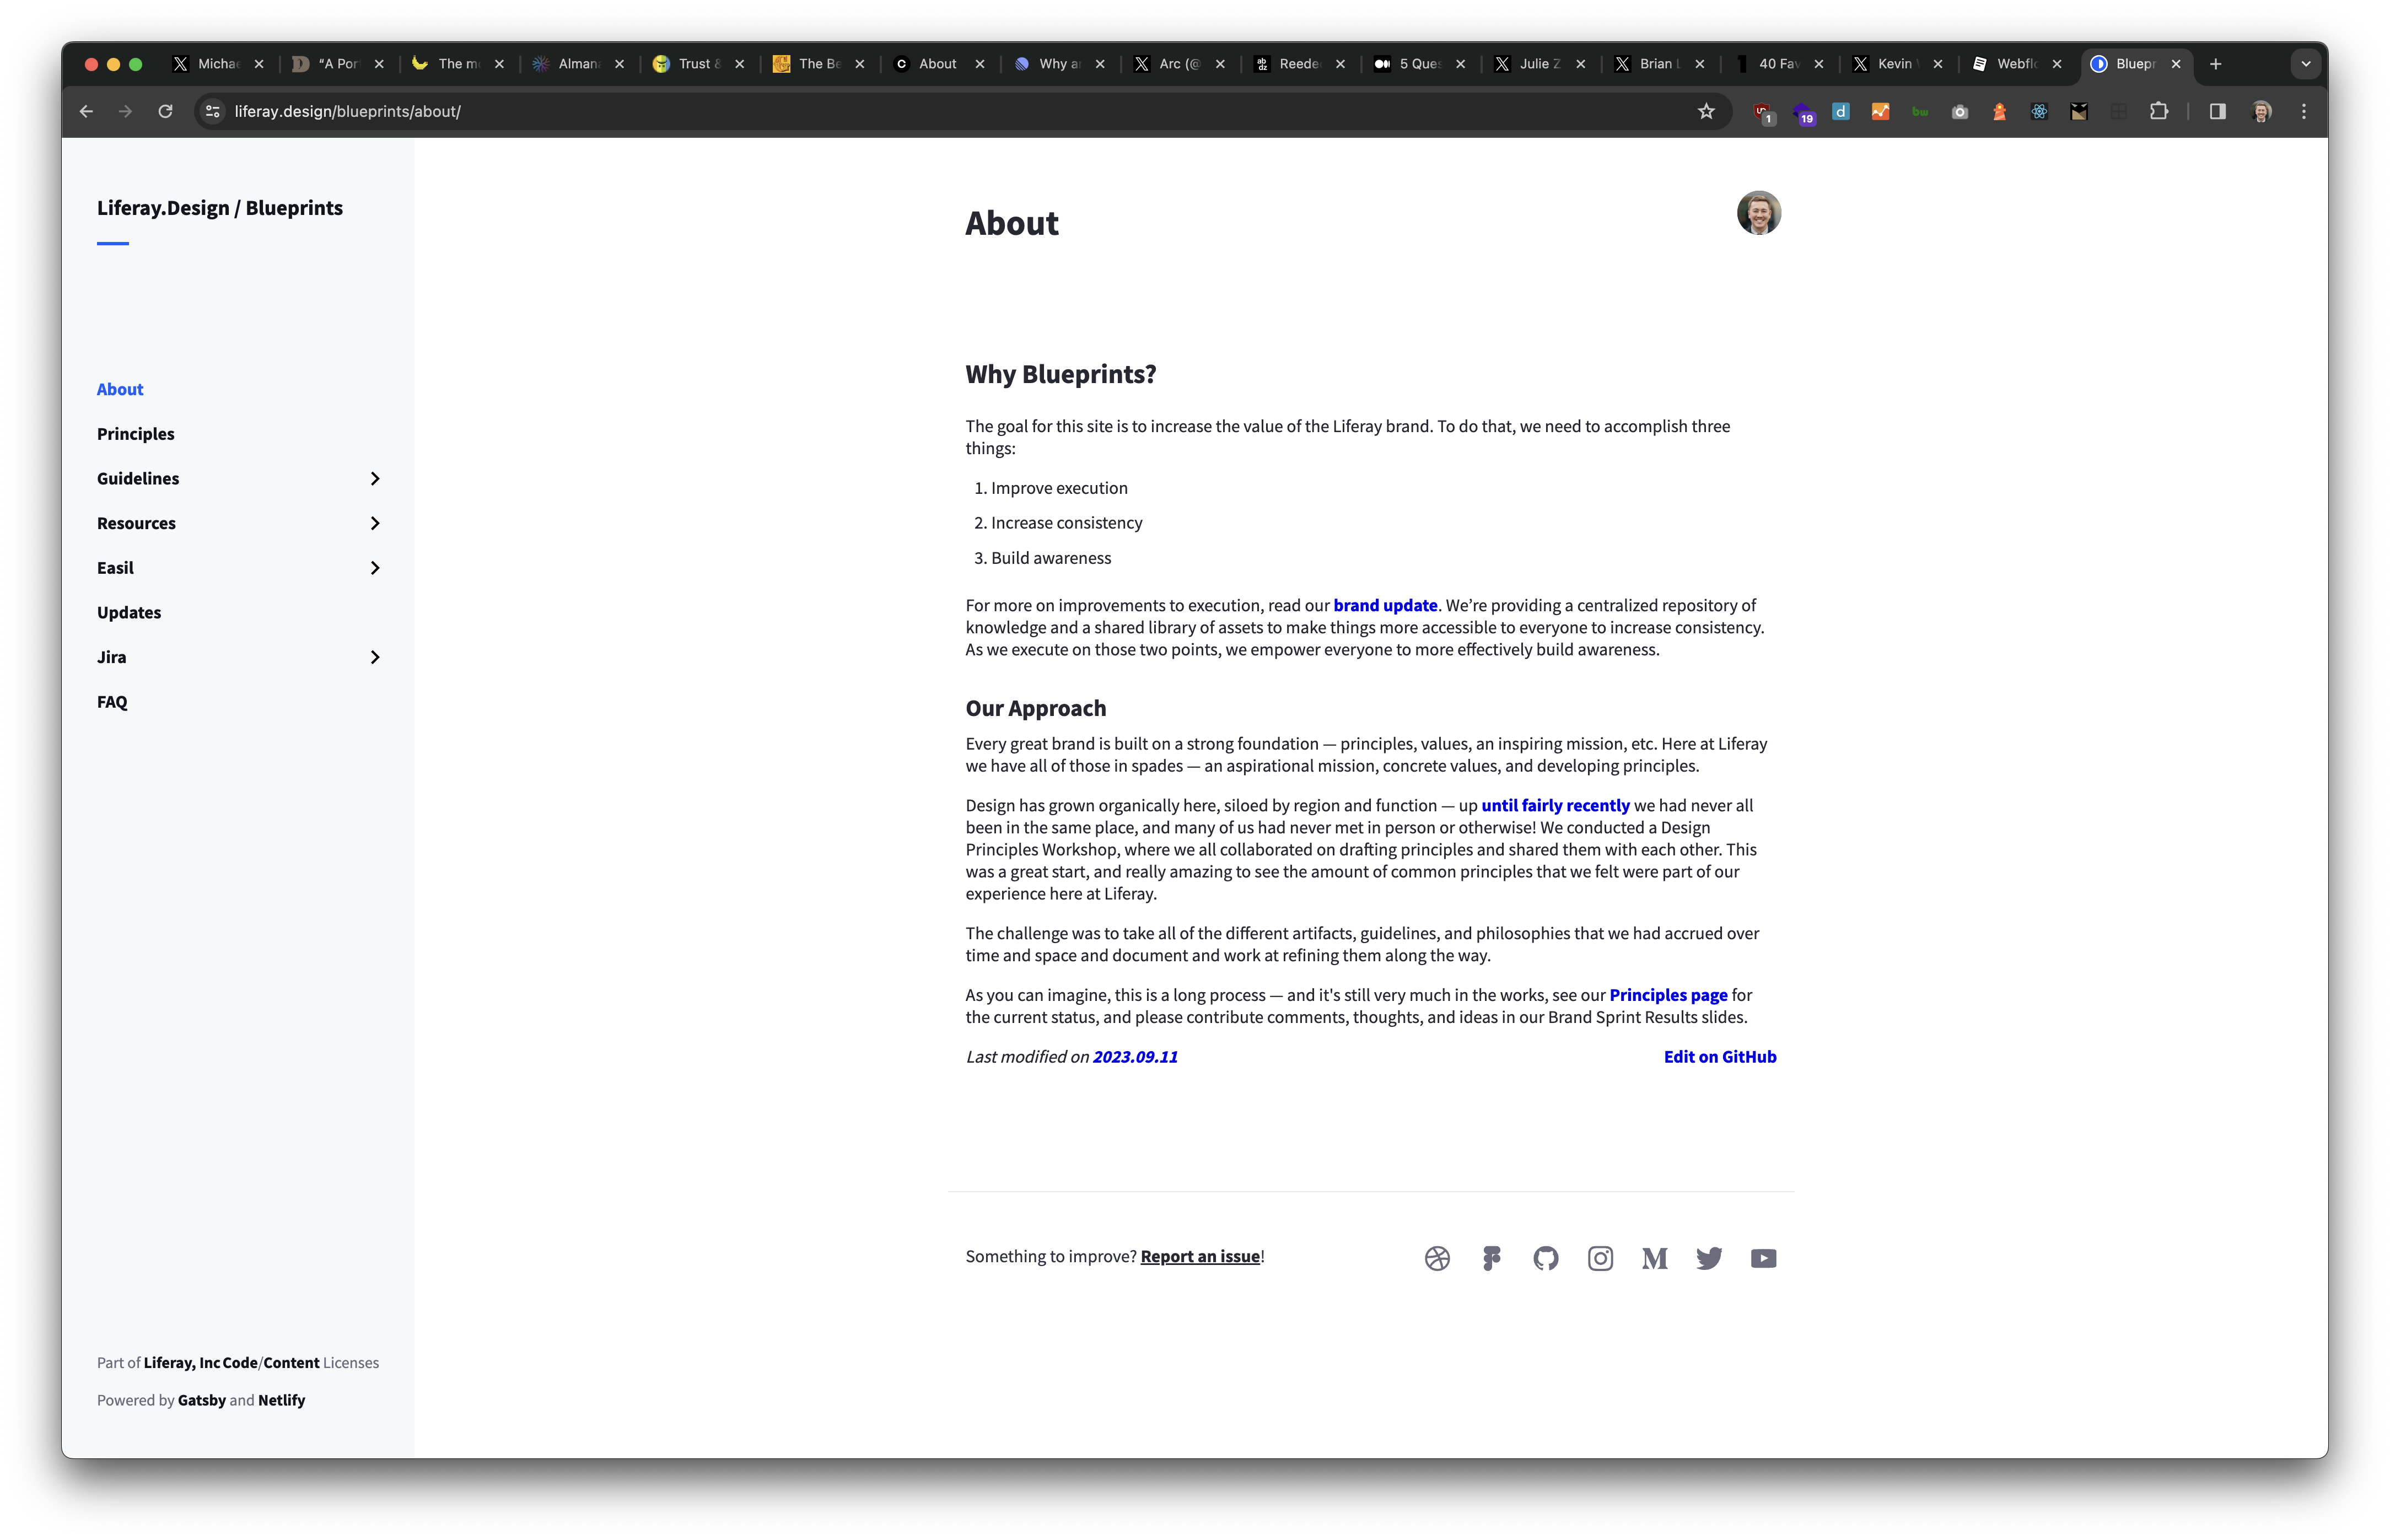 Micha
"A Por
The m
Alman
Trust &
The Be
About
Why a
Arc (@
Reede
5 Ques
Julie Z
Brian L
40 Fav
Kevin
Webflo
Bluepr
liferay.design/blueprints/about/
1
19
d
bw
Liferay.Design / Blueprints
About
Principles
Guidelines
Resources
Easil
Updates
Jira
FAQ
Part of Liferay, Inc Code/Content Licenses
Powered by Gatsby and Netlify
About
Why Blueprints?
The goal for this site is to increase the value of the Liferay brand. To do that, we need to accomplish three
things:
1. Improve execution
2. Increase consistency
3. Build awareness
For more on improvements to execution, read our brand update. We’re providing a centralized repository of
knowledge and a shared library of assets to make things more accessible to everyone to increase consistency.
As we execute on those two points, we empower everyone to more effectively build awareness.
Our Approach
Every great brand is built on a strong foundation — principles, values, an inspiring mission, etc. Here at Liferay
we have all of those in spades — an aspirational mission, concrete values, and developing principles.
Design has grown organically here, siloed by region and function — up until fairly recently we had never all
been in the same place, and many of us had never met in person or otherwise! We conducted a Design
Principles Workshop, where we all collaborated on drafting principles and shared them with each other. This
was a great start, and really amazing to see the amount of common principles that we felt were part of our
experience here at Liferay.
The challenge was to take all of the different artifacts, guidelines, and philosophies that we had accrued over
time and space and document and work at refining them along the way.
As you can imagine, this is a long process — and it's still very much in the works, see our Principles page for
the current status, and please contribute comments, thoughts, and ideas in our Brand Sprint Results slides.
Last modified on 2023.09.11
Edit on GitHub
Something to improve? Report an issue!